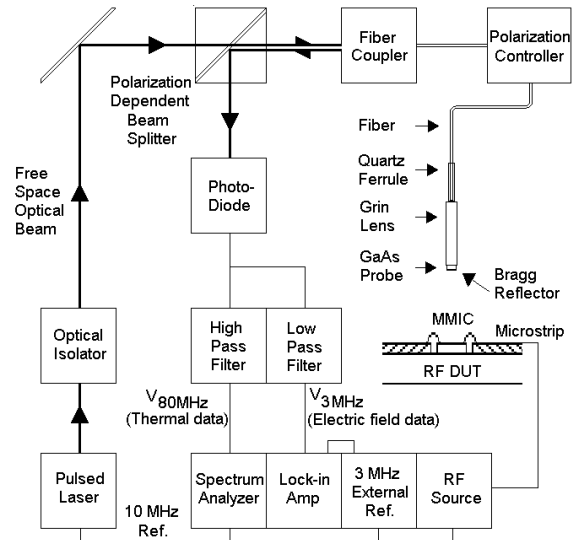 Fiber
Coupler
Polarization
Controller
Polarization
Dependent
Beam
Splitter
Fiber
Free
Space
Optical
Beam
Photo-
Diode
Quartz
Ferrule
Grin
Lens
GaAs
Probe
Bragg
Reflector
Optical
Isolator
High
Pass
Filter
Low
Pass
Filter
MMIC
Microstrip
RF DUT
V80MHz
(Thermal data)
V3MHz
(Electric field data)
Pulsed
Laser
10 MHz
Ref.
Spectrum
Analyzer
Lock-in
Amp
3 MHz
External
Ref.
RF
Source